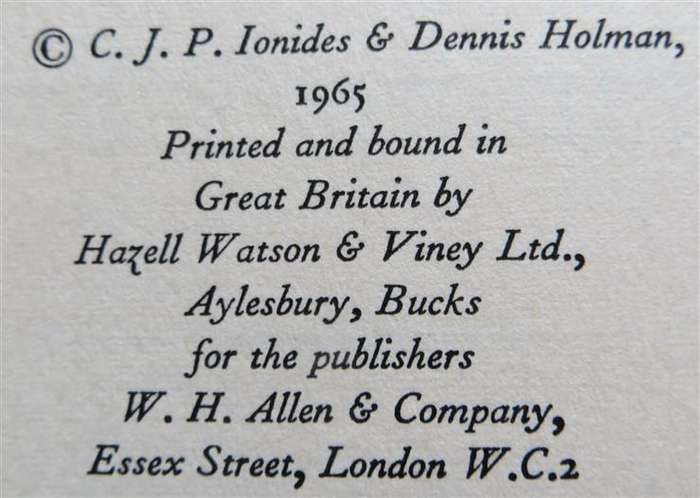 © C. J. P. Ionides & Dennis Holman,
1965
Printed and bound in
Great Britain by
Hazell Watson & Viney Ltd.,
Aylesbury, Bucks
for the publishers
W. H. Allen & Company,
Essex Street, London W.C.2